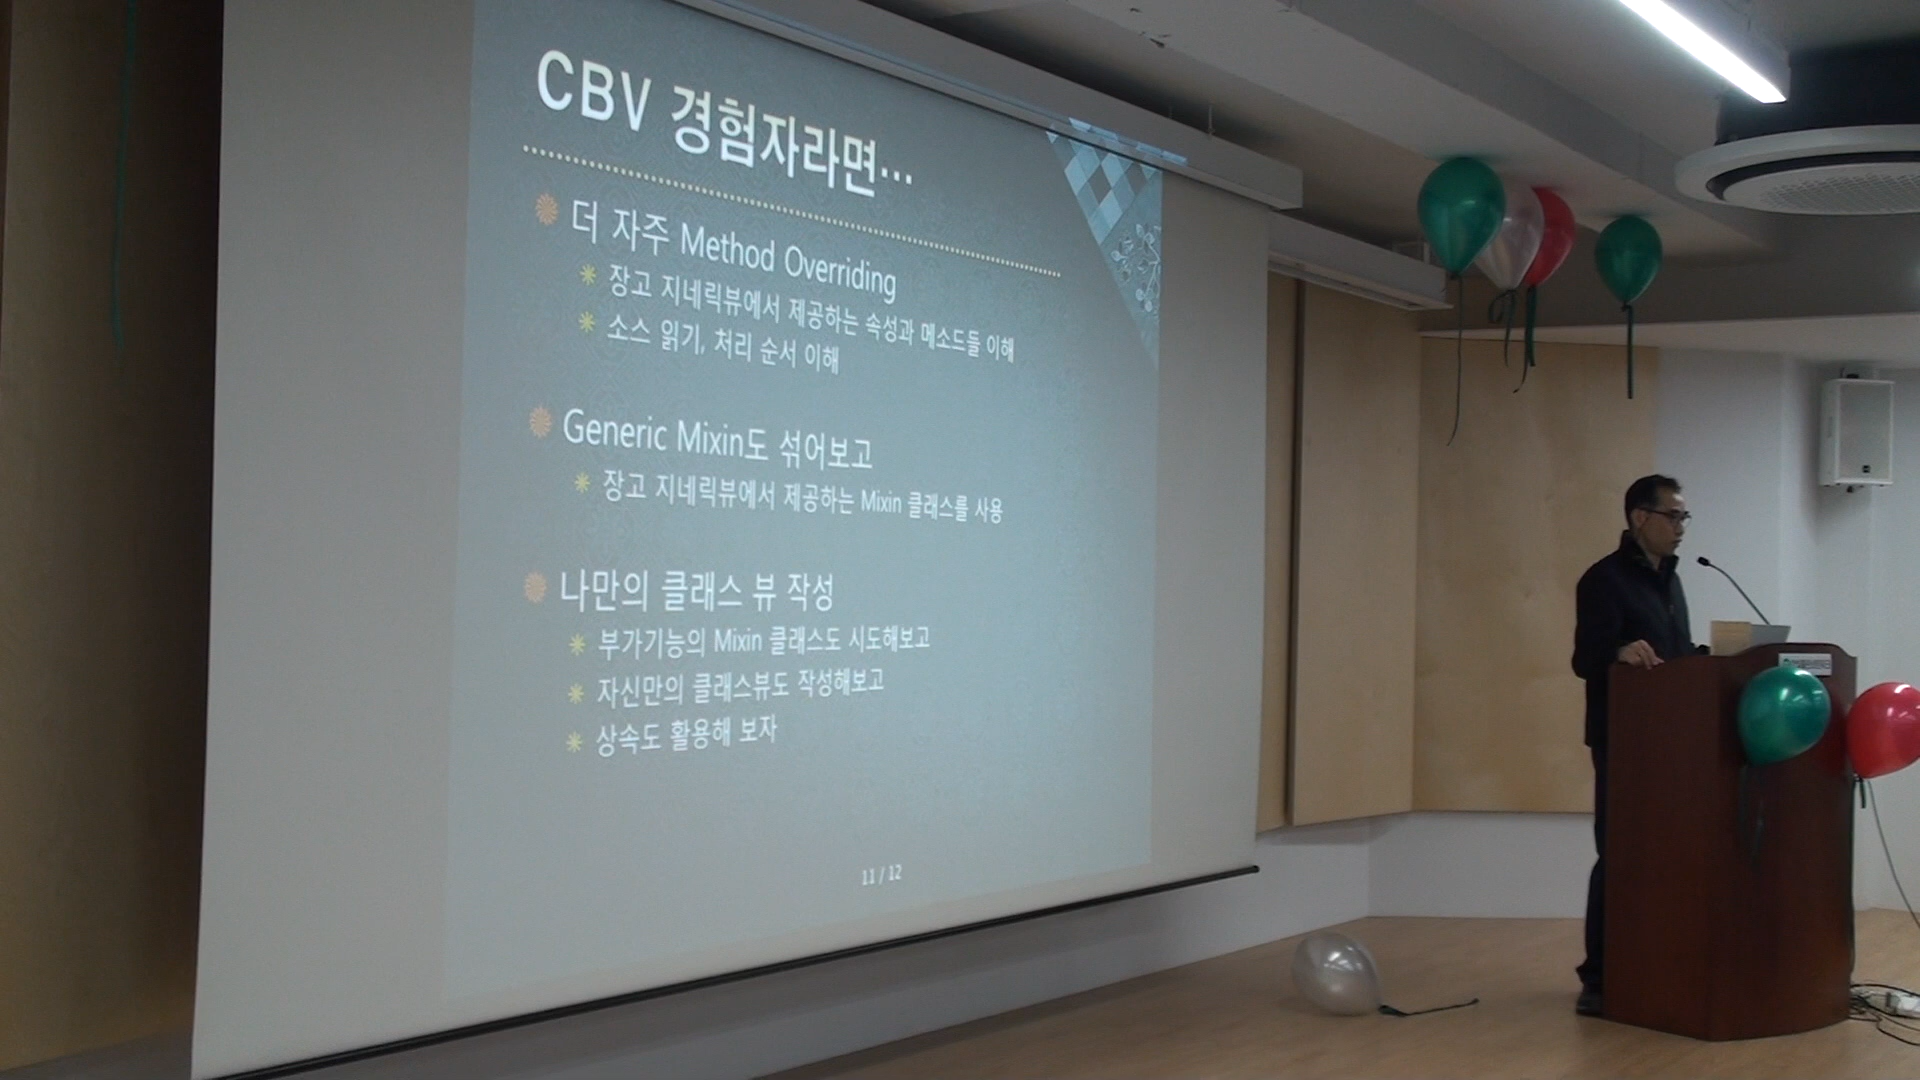 CBV 경험자라면…
더 자주 Method Overriding
장고 지네릭뷰에서 제공하는 속성과 메소드들 이해
소스 읽기, 처리 순서 이해
Generic Mixin도 섞어보고
장고 지네릭뷰에서 제공하는 Mixin 클래스를 사용
나만의 클래스 뷰 작성
부가기능의 Mixin 클래스도 시도해보고
자신만의 클래스뷰도 작성해보고
상속도 활용해 보자
11 / 12